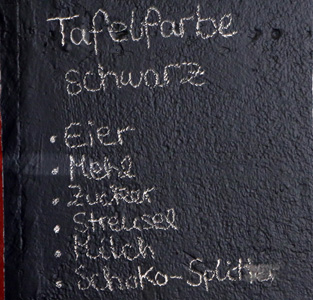 Tafelfarbe
schwarz
• Eier
• Mehl
• Zucker
• Streusel
• Milch
• Schoko-Splitter